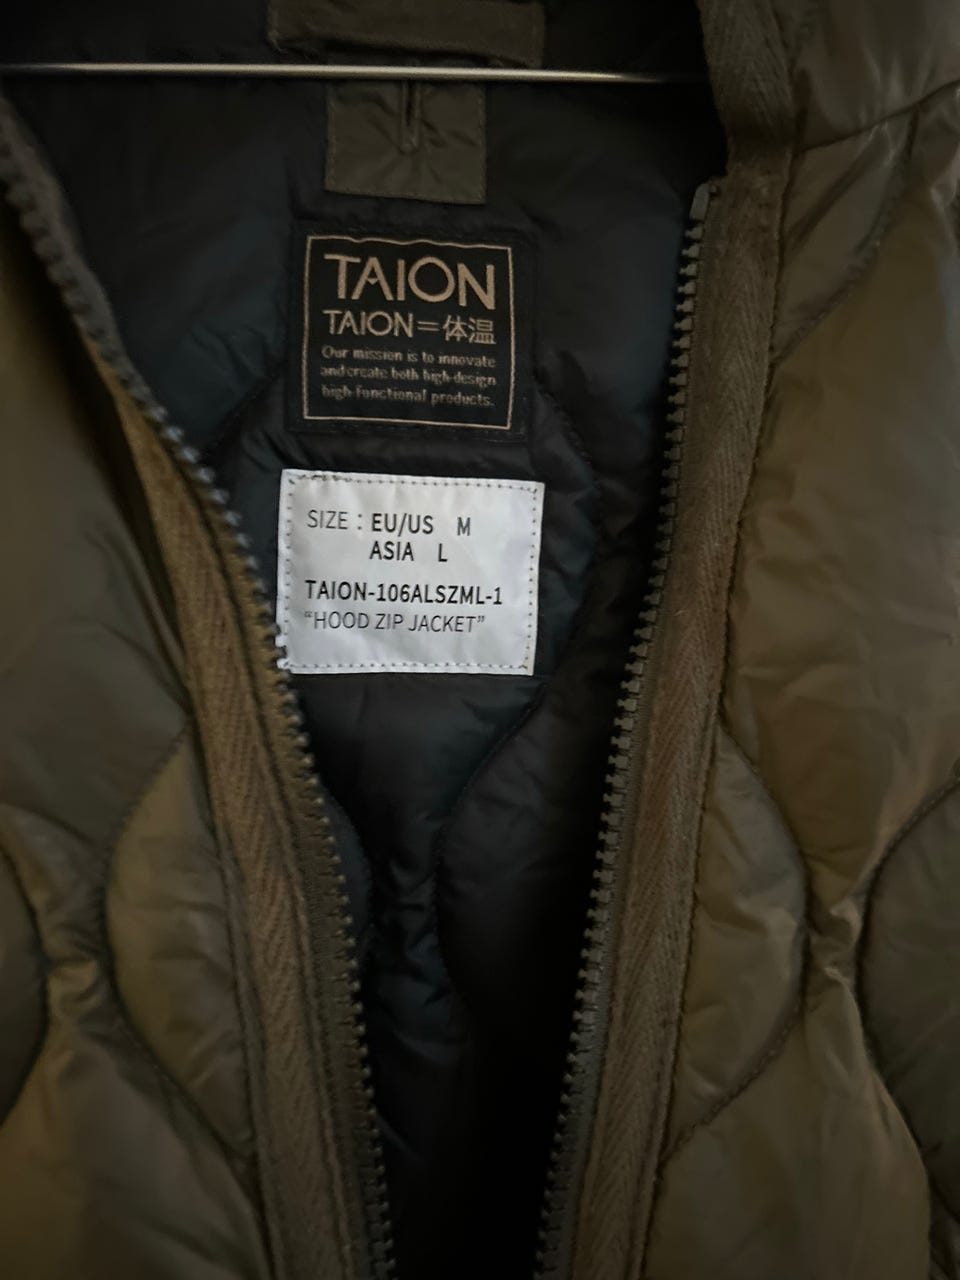 TAION
TAION=体温
Our mission is to innovate
and create both high-design
high-functional products.
SIZE : EU/US M
ASIA L
TAION-106ALSZML-1
“HOOD ZIP JACKET”